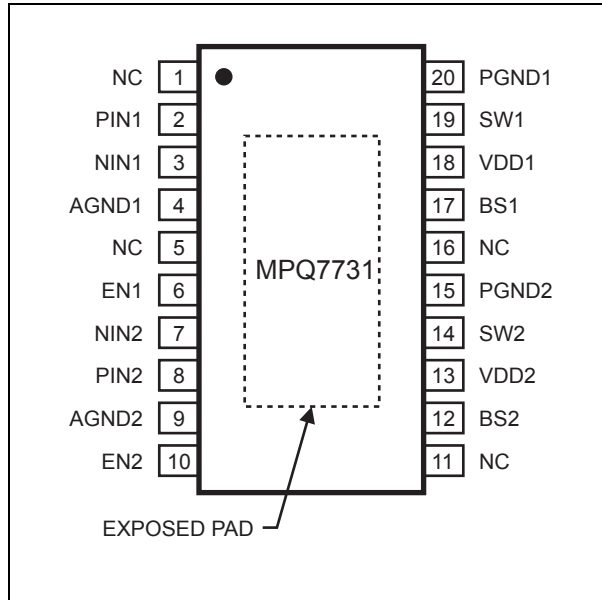 NC 1 20 PGND1
PIN1 2 19 SW1
NIN1 3 18 VDD1
AGND1 4 17 BS1
NC 5 16 NC
MPQ7731
EN1 6 15 PGND2
NIN2 7 14 SW2
PIN2 8 13 VDD2
AGND2 9 12 BS2
EN2 10 11 NC
EXPOSED PAD